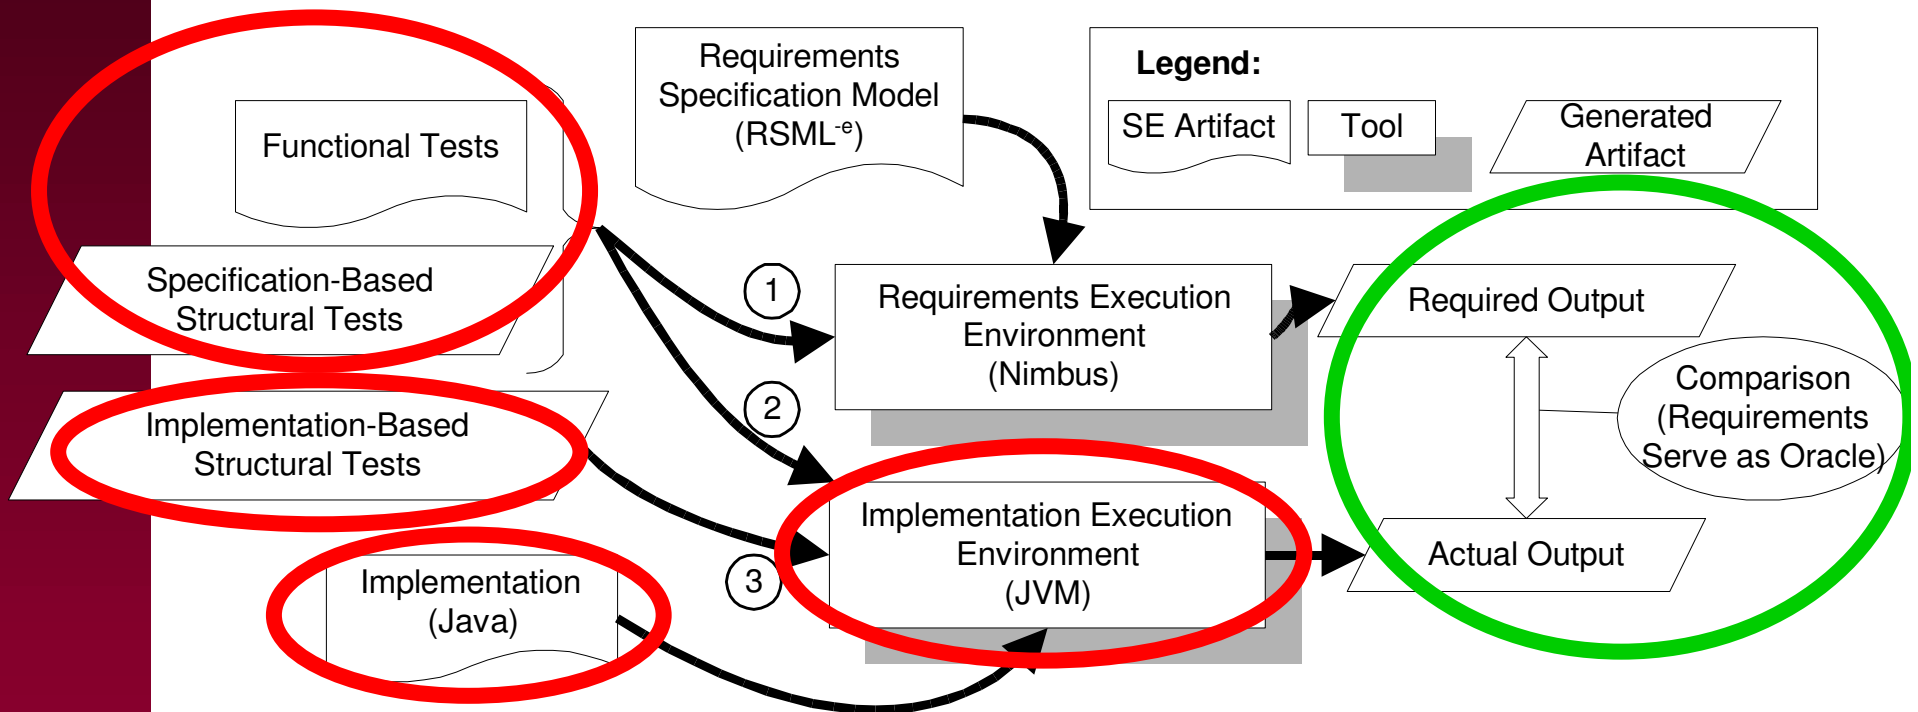 Requirements
Specification Model
(RSML-e)
Legend:
SE Artifact
Tool
Generated
Artifact
Functional Tests
Specification-Based
Structural Tests
1
Requirements Execution
Environment
(Nimbus)
Required Output
2
Comparison
(Requirements
Serve as Oracle)
Implementation-Based
Structural Tests
Implementation Execution
Environment
(JVM)
Actual Output
3
Implementation
(Java)